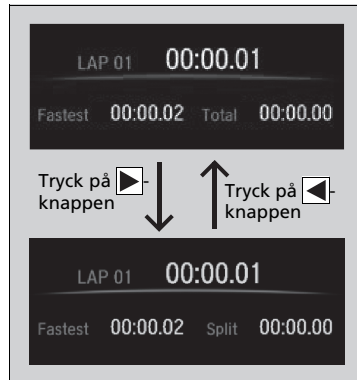 LAP 01 00:00.01
Fastest 00:00.02 Total 00:00.00
Tryck på ▶-
knappen
Tryck på ◀-
knappen
LAP 01 00:00.01
Fastest 00:00.02 Split 00:00.00